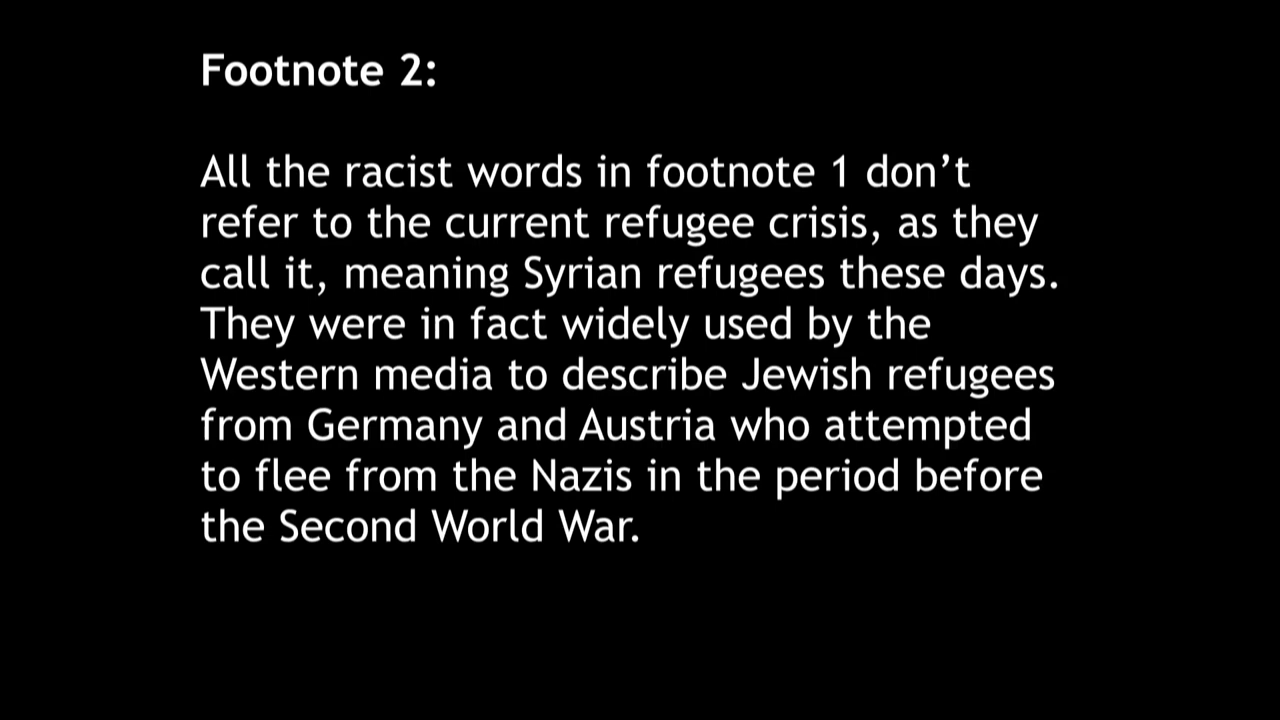 Footnote 2:
All the racist words in footnote 1 don’t
refer to the current refugee crisis, as they
call it, meaning Syrian refugees these days.
They were in fact widely used by the
Western media to describe Jewish refugees
from Germany and Austria who attempted
to flee from the Nazis in the period before
the Second World War.